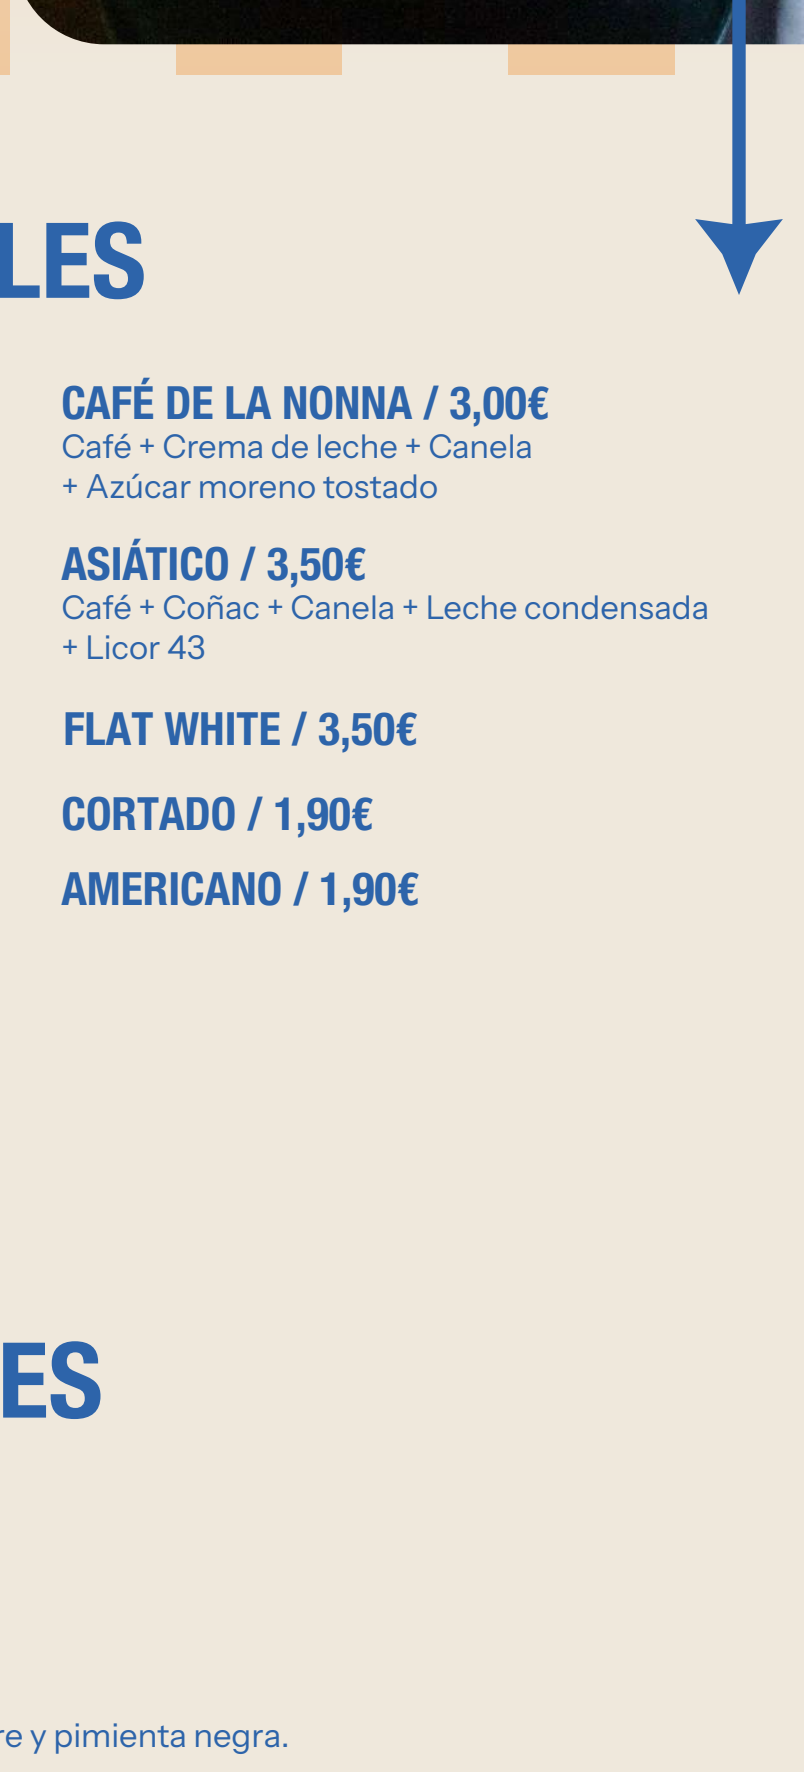 LES
CAFÉ DE LA NONNA / 3,00€
Café + Crema de leche + Canela
+ Azúcar moreno tostado
ASIÁTICO / 3,50€
Café + Coñac + Canela + Leche condensada
+ Licor 43
FLAT WHITE / 3,50€
CORTADO / 1,90€
AMERICANO / 1,90€
ES
re y pimienta negra.